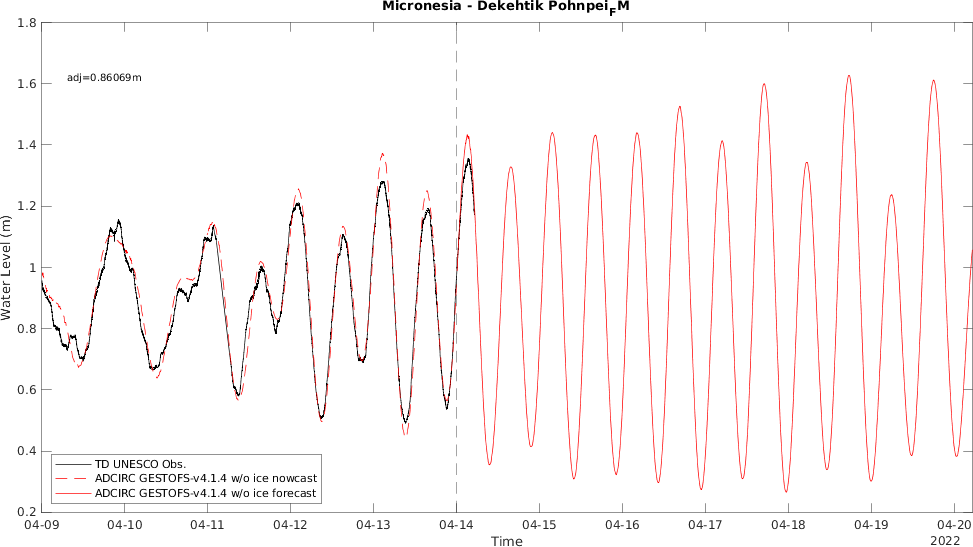 Micronesia - Dekehtik Pohnpei_FM
adj=0.86069m
Water Level (m)
1.8
1.6
1.4
1.2
1
0.8
0.6
0.4
0.2
TD UNESCO Obs.
ADCIRC GESTOFS-v4.1.4 w/o ice nowcast
ADCIRC GESTOFS-v4.1.4 w/o ice forecast
04-09 04-10 04-11 04-12 04-13 04-14 04-15 04-16 04-17 04-18 04-19 04-20
Time 2022